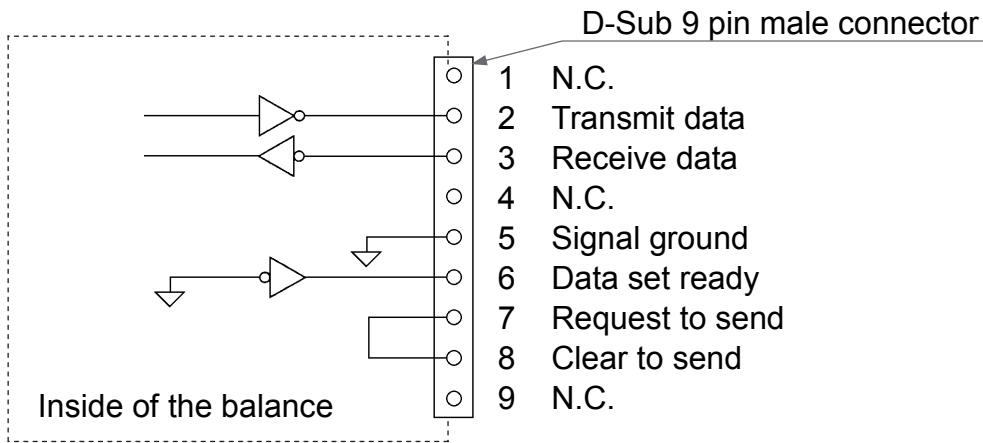 D-Sub 9 pin male connector
1 N.C.
2 Transmit data
3 Receive data
4 N.C.
5 Signal ground
6 Data set ready
7 Request to send
8 Clear to send
9 N.C.
Inside of the balance